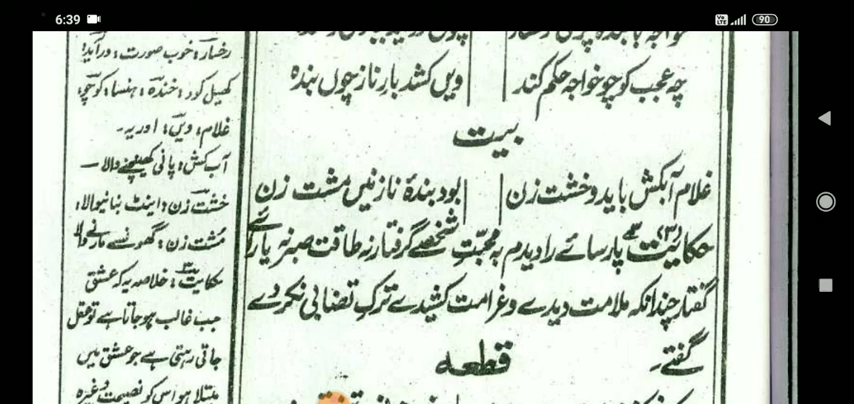 6:39
90
چہ عجب کو چو خواجہ حکم کند ویں کشد بارِ ناز چوں بندہ
بیت
غلام آبکش باید و خشت زن بود بندۂ نازنیں مشت زن
حکایت (۳) پارسائے را دیدم بہ محبّتِ شخصے گرفتار نہ طاقت صبر نہ یارائے
گفتار چندانکہ ملامت دیدے و غرامت کشیدے ترکِ تصابی نکردے
گفتے۔
قطعہ
رخسار: خوب صورت، درآید:
کھیل کود، خندہ: ہنسنا، کو چو:
غلام، ویں: اور یہ۔
آب کش: پانی کھینچنے والا۔
خشت زن: اینٹ بنانیوالا،
مشت زن: گھونسے مارنے والا
حکایت: خلاصہ یہ کہ عشق
جب غالب ہو جاتا ہے تو عقل
جاتی رہتی ہے جو عشق میں
مبتلا ہو اس کو نصیحت وغیرہ